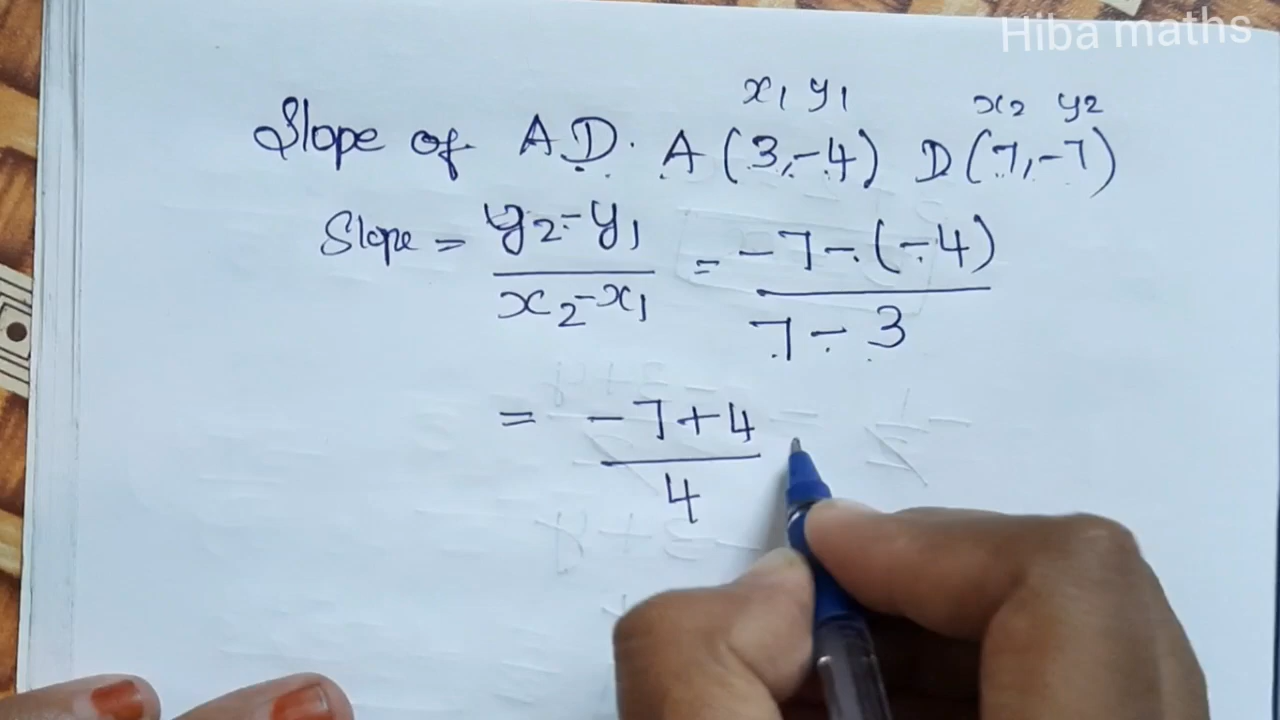 Hiba maths
x1 y1 x2 y2
Slope of AD. A (3,-4) D (7,-7)
Slope = y2-y1 / x2-x1 = -7-(-4) / 7-3
= -7+4 / 4